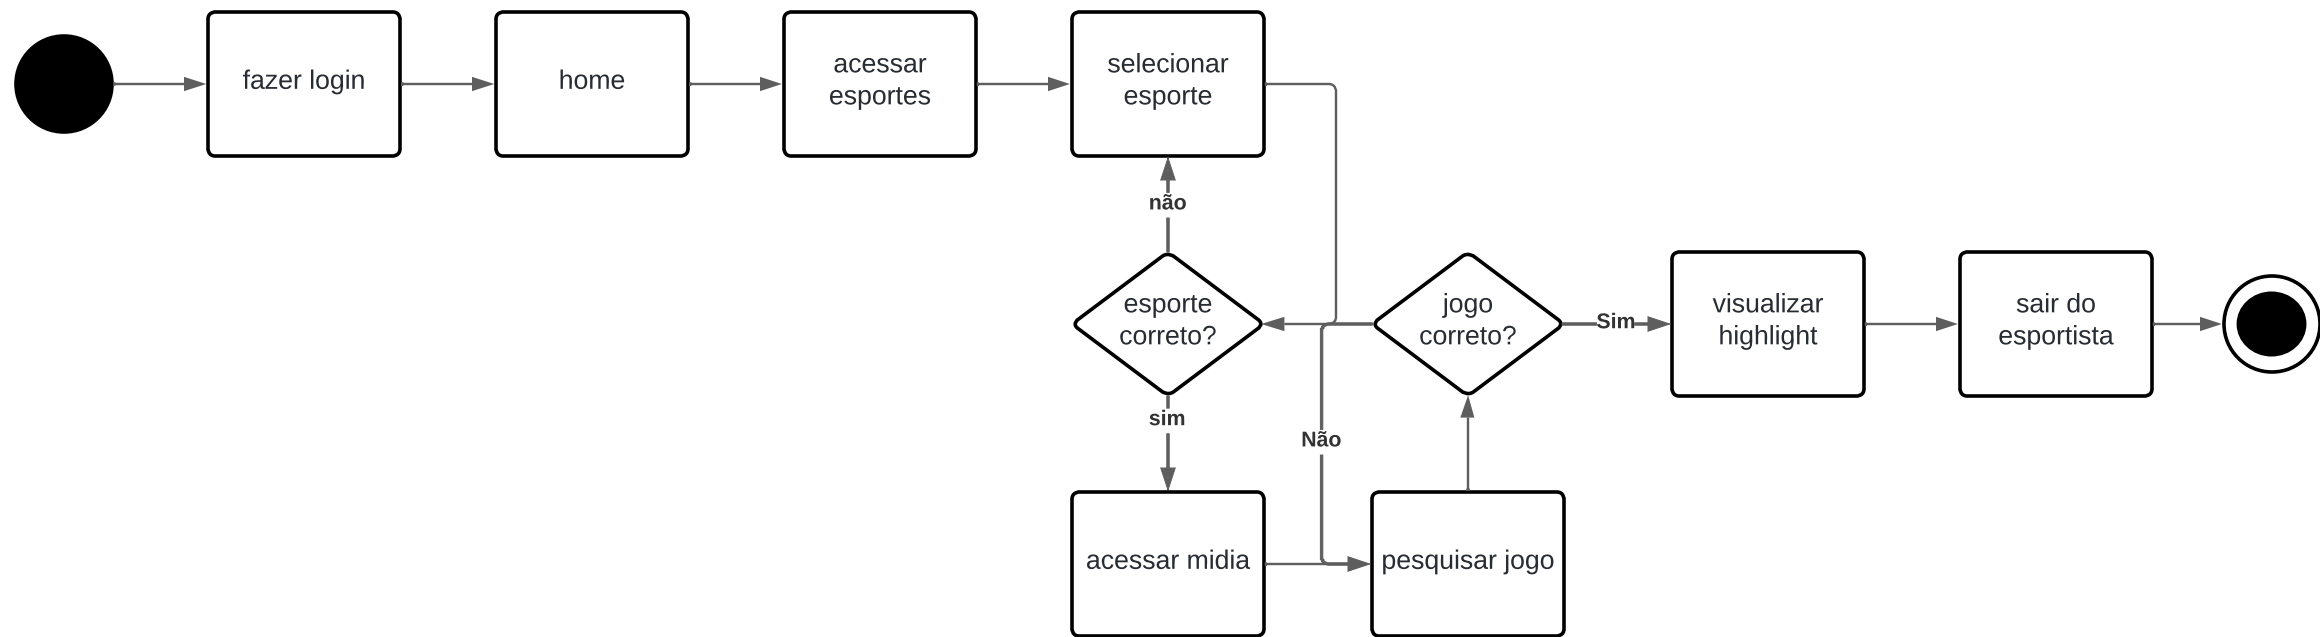 fazer login
home
acessar
esportes
selecionar
esporte
não
esporte
correto?
jogo
correto?
Sim
visualizar
highlight
sair do
esportista
sim
Não
acessar midia
pesquisar jogo